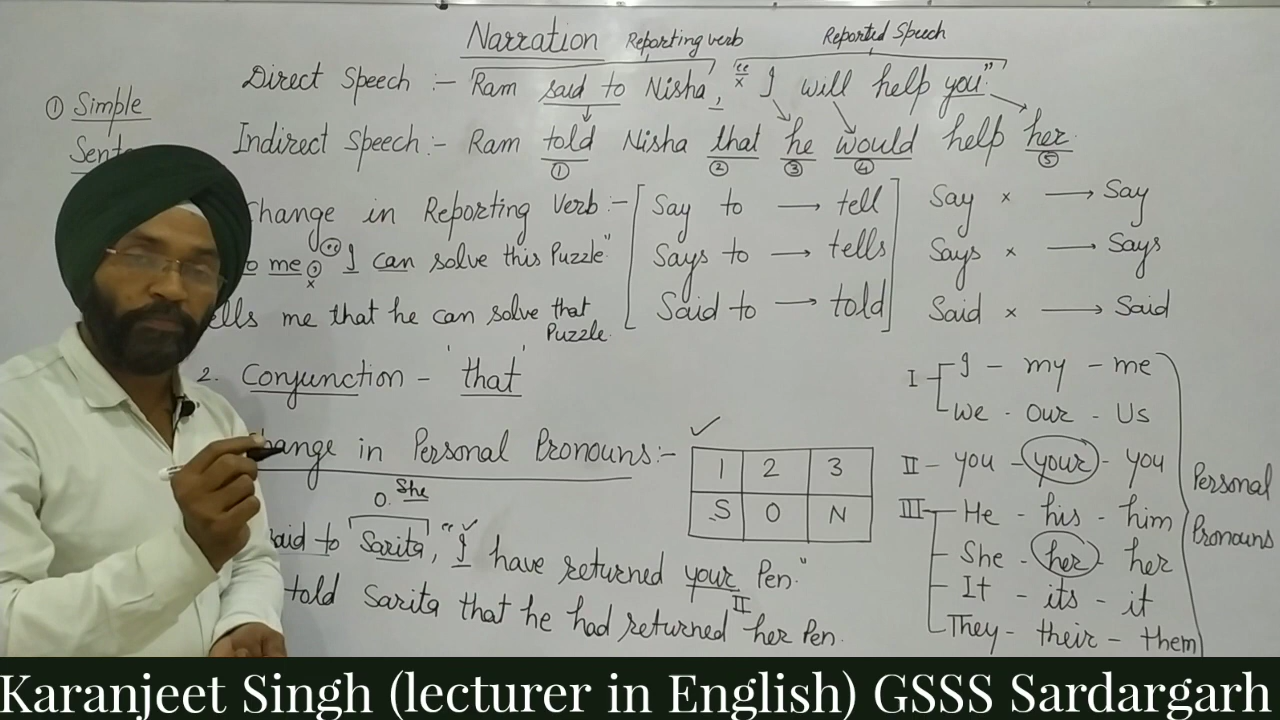 Narration
Reporting verb
Reported Speech
Direct Speech :- Ram said to Nisha, " I will help you"
x
Indirect Speech:- Ram told Nisha that he would help her.
① ② ③ ④ ⑤
① Simple
Change in Reporting Verb:-
me, " I can solve this Puzzle"
x
tells me that he can solve that
Puzzle.
Say to → tell
Says to → tells
Said to → told
Say x → Say
Says x → Says
Said x → Said
2. Conjunction - 'that'
Change in Personal Pronouns:-
1 2 3
S O N
O. She
said to Sarita, " I have returned your Pen."
II
told Sarita that he had returned her Pen.
I - I - my - me
We - Our - Us
II - you - your - you
III - He - his - him
She - her - her
It - its - it
They - their - them
Personal
Pronouns
Karanjeet Singh (lecturer in English) GSSS Sardargarh